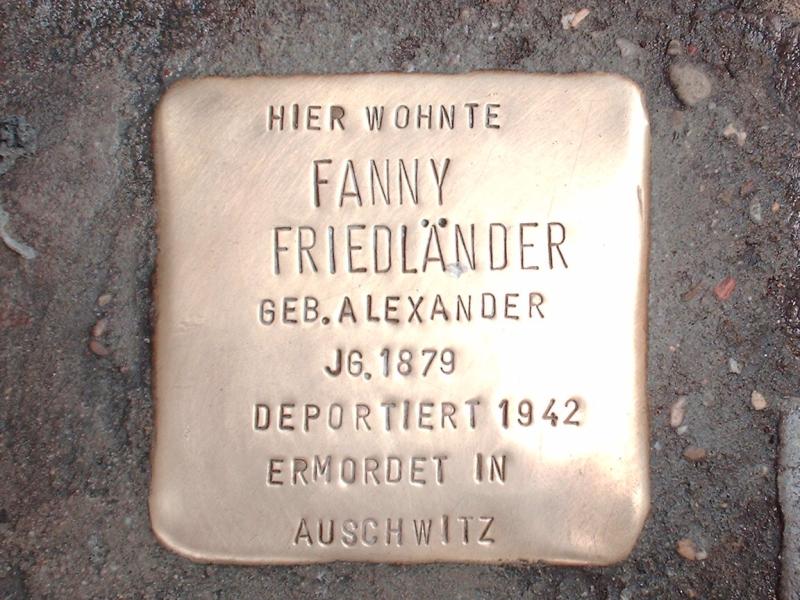 HIER WOHNTE
FANNY
FRIEDLÄNDER
GEB. ALEXANDER
JG. 1879
DEPORTIERT 1942
ERMORDET IN
AUSCHWITZ